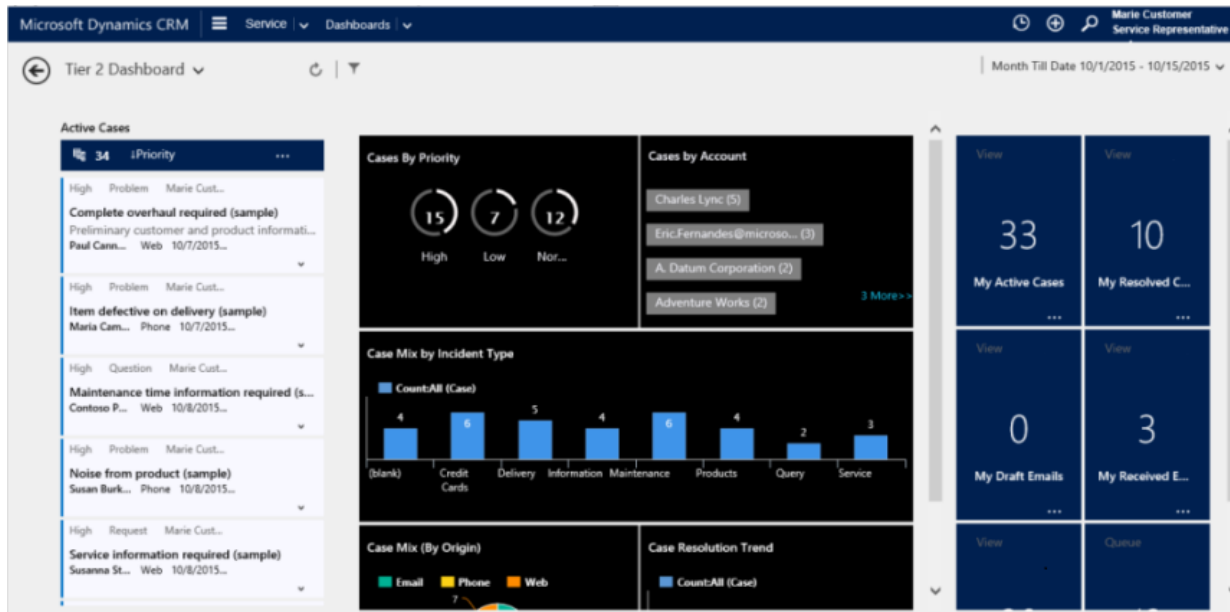 Microsoft Dynamics CRM Service Dashboards
Marie Customer
Service Representative
Tier 2 Dashboard
Month Till Date 10/1/2015 - 10/15/2015
Active Cases
34 ↓Priority ...
High Problem Marie Cust...
Complete overhaul required (sample)
Preliminary customer and product informati...
Paul Cann... Web 10/7/2015...
High Problem Marie Cust...
Item defective on delivery (sample)
Maria Cam... Phone 10/7/2015...
High Question Marie Cust...
Maintenance time information required (s...
Contoso P... Web 10/8/2015...
High Problem Marie Cust...
Noise from product (sample)
Susan Burk... Phone 10/8/2015...
High Request Marie Cust...
Service information required (sample)
Susanna St... Web 10/8/2015...
Cases By Priority
15 7 12
High Low Nor...
Cases by Account
Charles Lync (5)
Eric.Fernandes@microso... (3)
A. Datum Corporation (2)
Adventure Works (2)
3 More>>
Case Mix by Incident Type
Count:All (Case)
4 6 5 4 6 4 2 3
(blank) Credit Cards Delivery Information Maintenance Products Query Service
Case Mix (By Origin)
Email Phone Web
7
Case Resolution Trend
Count:All (Case)
View
33
My Active Cases
...
View
10
My Resolved C...
...
View
0
My Draft Emails
...
View
3
My Received E...
...
View
Queue